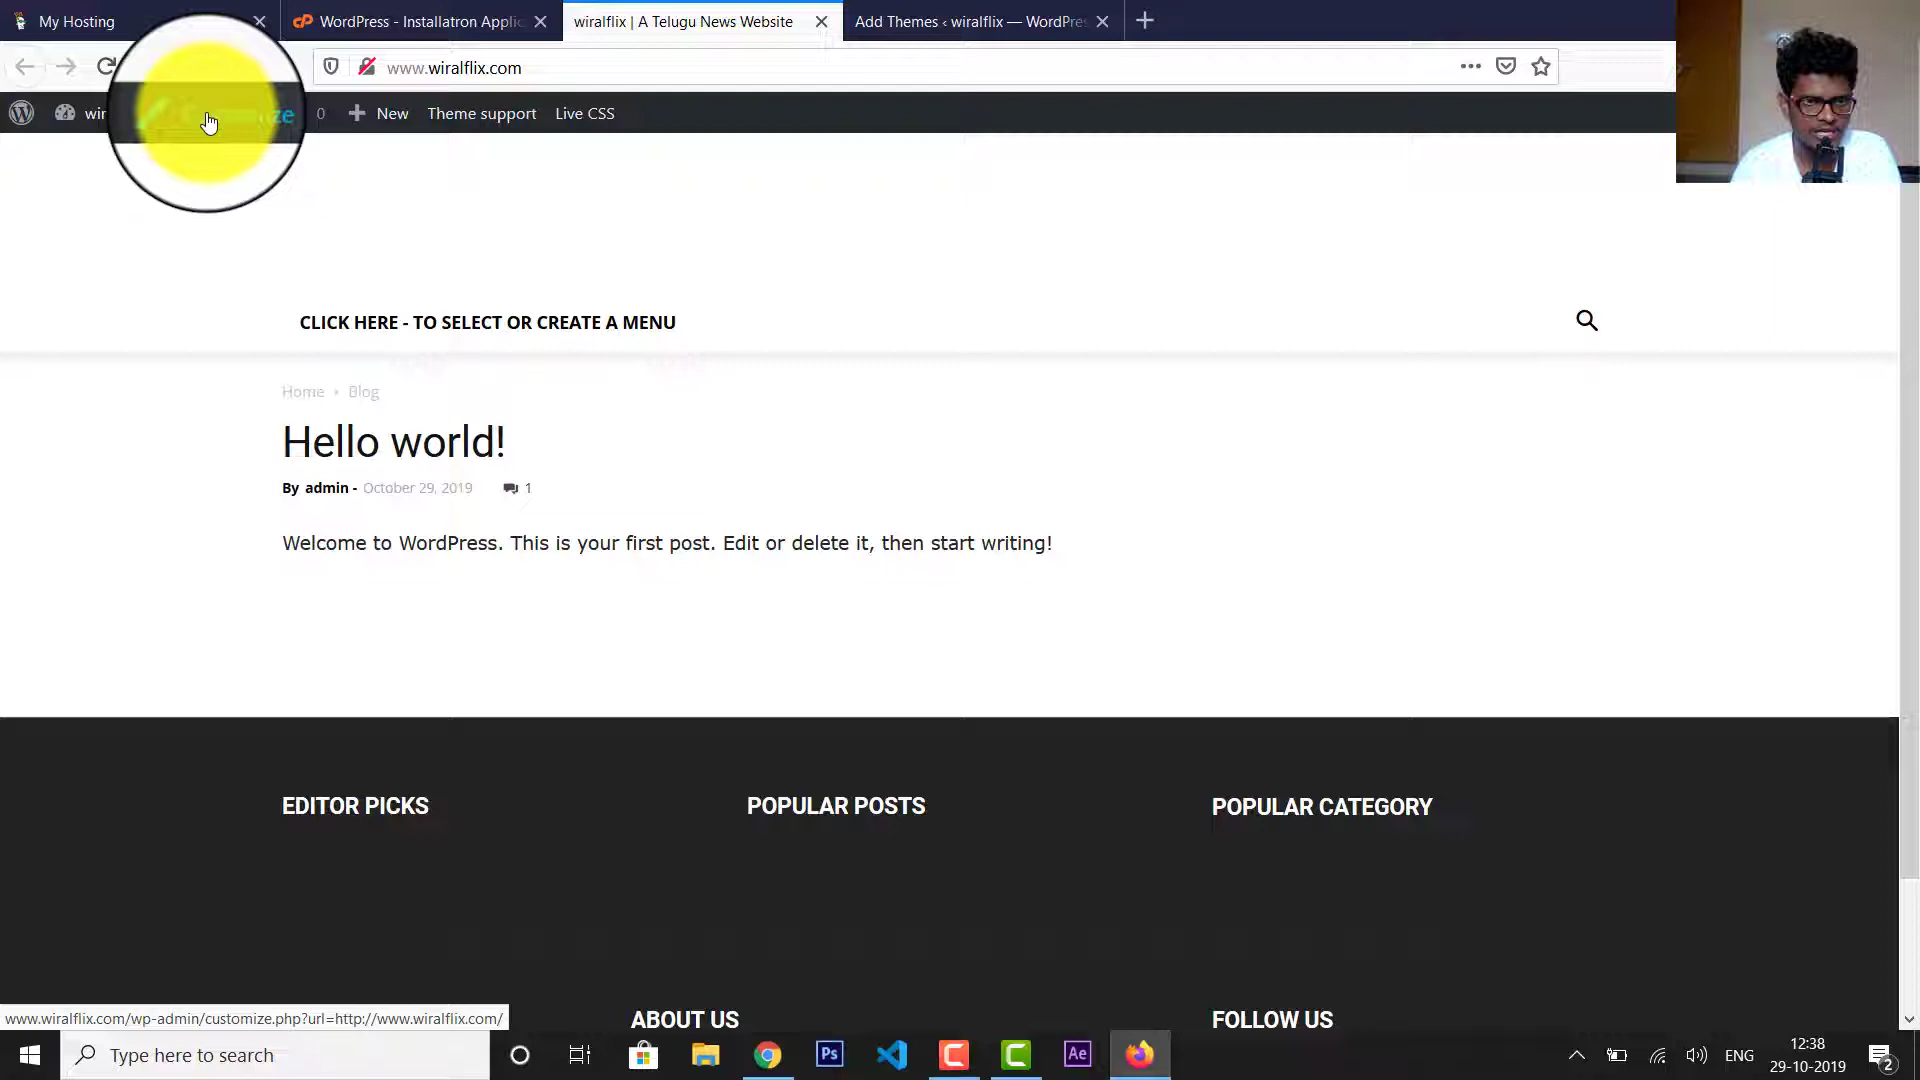 My Hosting
WordPress - Installatron Applic
wiralflix | A Telugu News Website
Add Themes ‹ wiralflix — WordPre
www.wiralflix.com
wir
0
New
Theme support
Live CSS
CLICK HERE - TO SELECT OR CREATE A MENU
Home
Blog
Hello world!
By admin - October 29, 2019 1
Welcome to WordPress. This is your first post. Edit or delete it, then start writing!
EDITOR PICKS
POPULAR POSTS
POPULAR CATEGORY
www.wiralflix.com/wp-admin/customize.php?url=http://www.wiralflix.com/
ABOUT US
FOLLOW US
Type here to search
Ps
Ae
ENG
12:38
29-10-2019
2